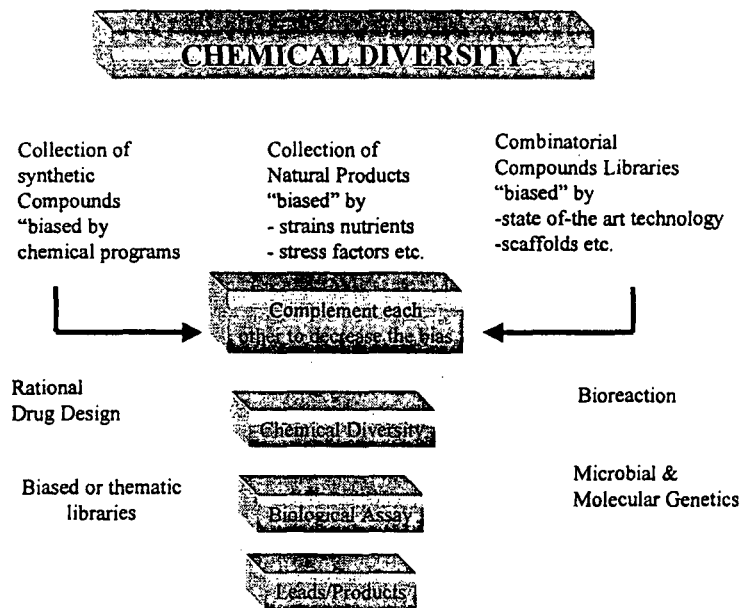 CHEMICAL DIVERSITY
Collection of
synthetic
Compounds
"biased by
chemical programs
Collection of
Natural Products
"biased" by
- strains nutrients
- stress factors etc.
Combinatorial
Compounds Libraries
"biased" by
-state of-the art technology
-scaffolds etc.
Complement each
other to decrease the bias
Rational
Drug Design
Chemical Diversity
Bioreaction
Biased or thematic
libraries
Biological Assay
Microbial &
Molecular Genetics
Leads/Products